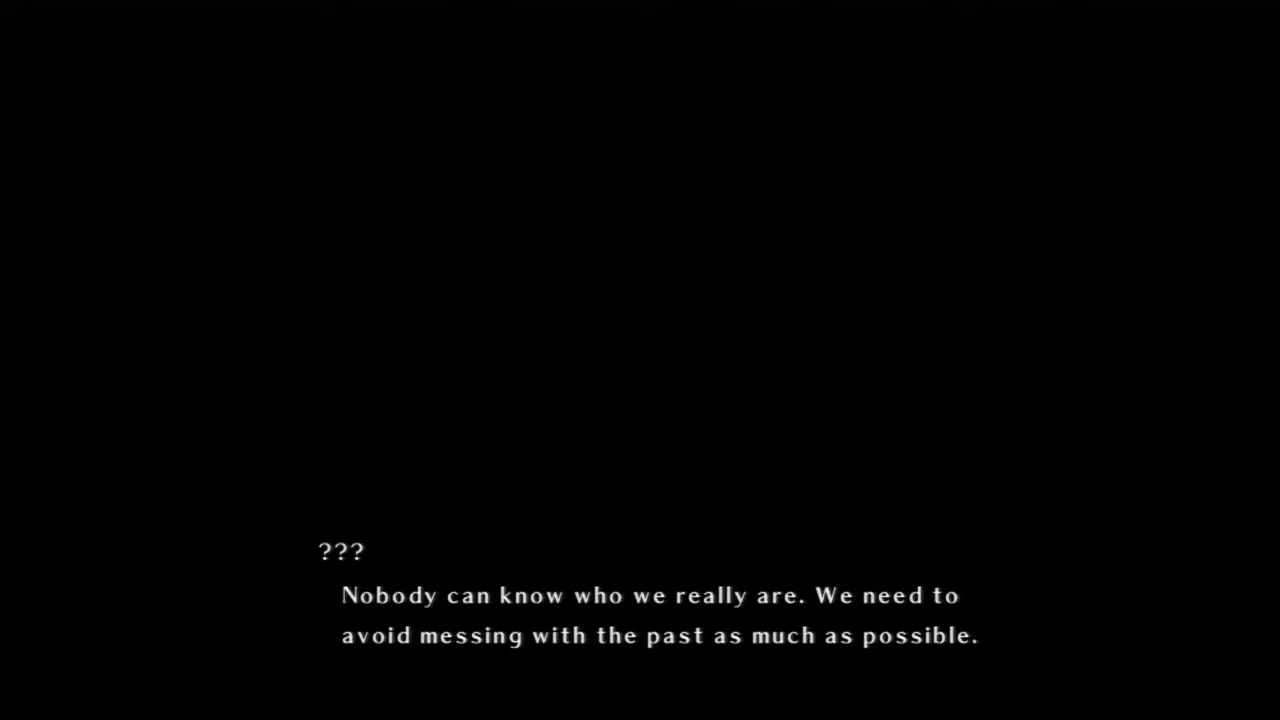 ???
Nobody can know who we really are. We need to
avoid messing with the past as much as possible.